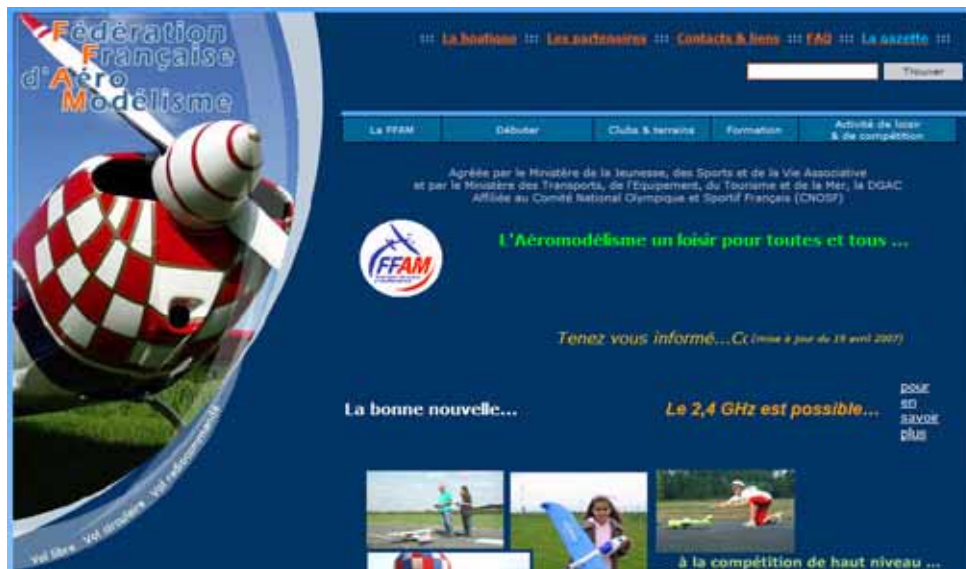 Fédération
Française
d'Aéro
Modélisme
::: La boutique ::: Les partenaires ::: Contacts & liens ::: FAQ ::: La gazette :::
Trouver
La FFAM
Débuter
Clubs & terrains
Formation
Activité de loisir
& de compétition
Agréée par le Ministère de la Jeunesse, des Sports et de la Vie Associative
et par le Ministère des Transports, de l'Equipement, du Tourisme et de la Mer, la DGAC
Affiliée au Comité National Olympique et Sportif Français (CNOSF)
FFAM
L'Aéromodélisme un loisir pour toutes et tous ...
Tenez vous informé...Cc (mise à jour du 19 avril 2007)
La bonne nouvelle...
Le 2,4 GHz est possible...
pour
en
savoir
plus
Vol libre Vol circulaire Vol radiocommandé
à la compétition de haut niveau ...